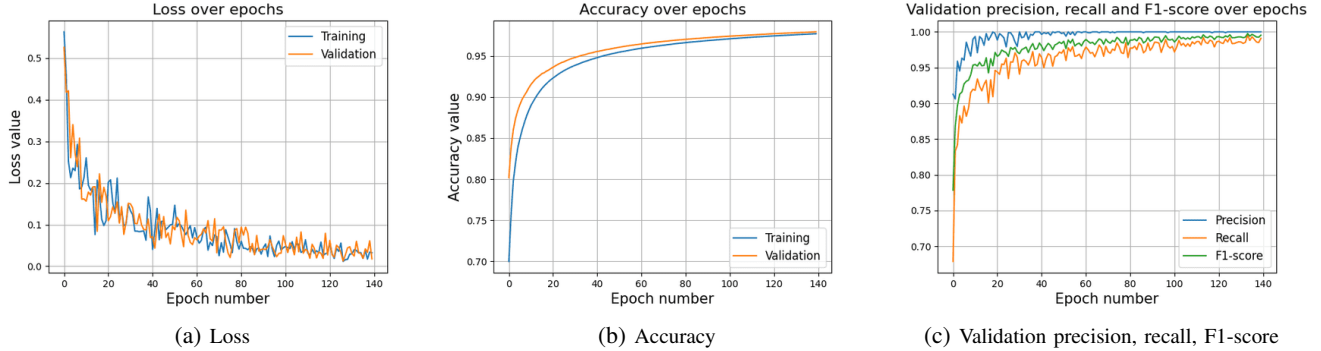 Loss over epochs
Training
Validation
0.5
0.4
0.3
0.2
0.1
0.0
Loss value
0 20 40 60 80 100 120 140
Epoch number
(a) Loss
Accuracy over epochs
0.95
0.90
0.85
0.80
0.75
0.70
Accuracy value
Training
Validation
0 20 40 60 80 100 120 140
Epoch number
(b) Accuracy
Validation precision, recall and F1-score over epochs
1.00
0.95
0.90
0.85
0.80
0.75
0.70
Precision
Recall
F1-score
0 20 40 60 80 100 120 140
Epoch number
(c) Validation precision, recall, F1-score